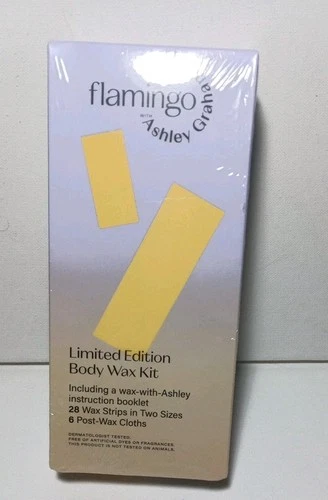 flamingo
WITH
Ashley Graham
Limited Edition
Body Wax Kit
Including a wax-with-Ashley
instruction booklet
28 Wax Strips in Two Sizes
6 Post-Wax Cloths
DERMATOLOGIST TESTED.
FREE OF ARTIFICIAL DYES OR FRAGRANCES.
THIS PRODUCT IS NOT TESTED ON ANIMALS.